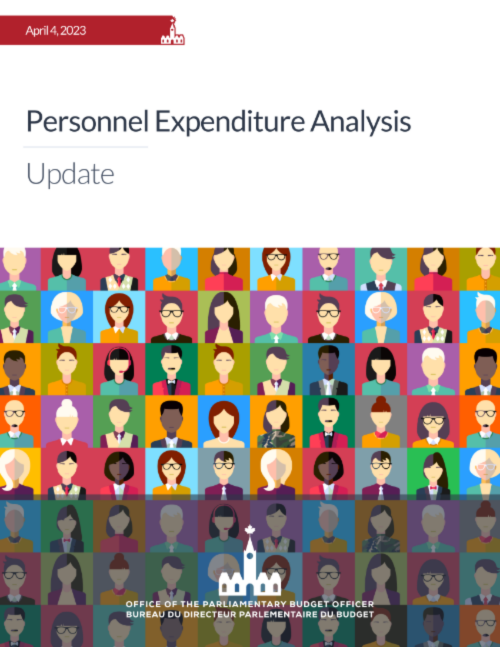 April 4, 2023
Personnel Expenditure Analysis
Update
OFFICE OF THE PARLIAMENTARY BUDGET OFFICER
BUREAU DU DIRECTEUR PARLEMENTAIRE DU BUDGET